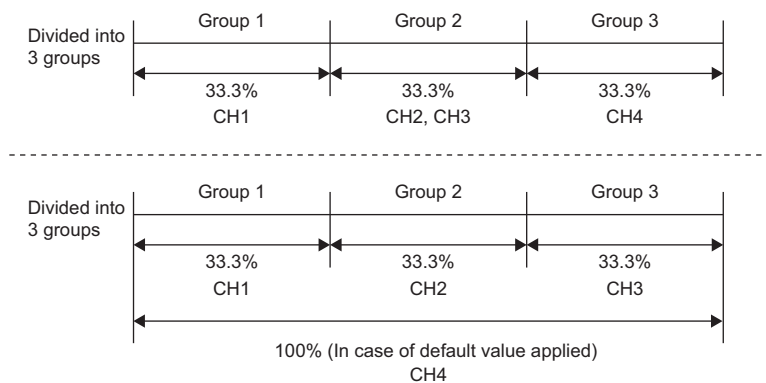 Group 1 Group 2 Group 3
Divided into
3 groups
33.3% 33.3% 33.3%
CH1 CH2, CH3 CH4
Group 1 Group 2 Group 3
Divided into
3 groups
33.3% 33.3% 33.3%
CH1 CH2 CH3
100% (In case of default value applied)
CH4